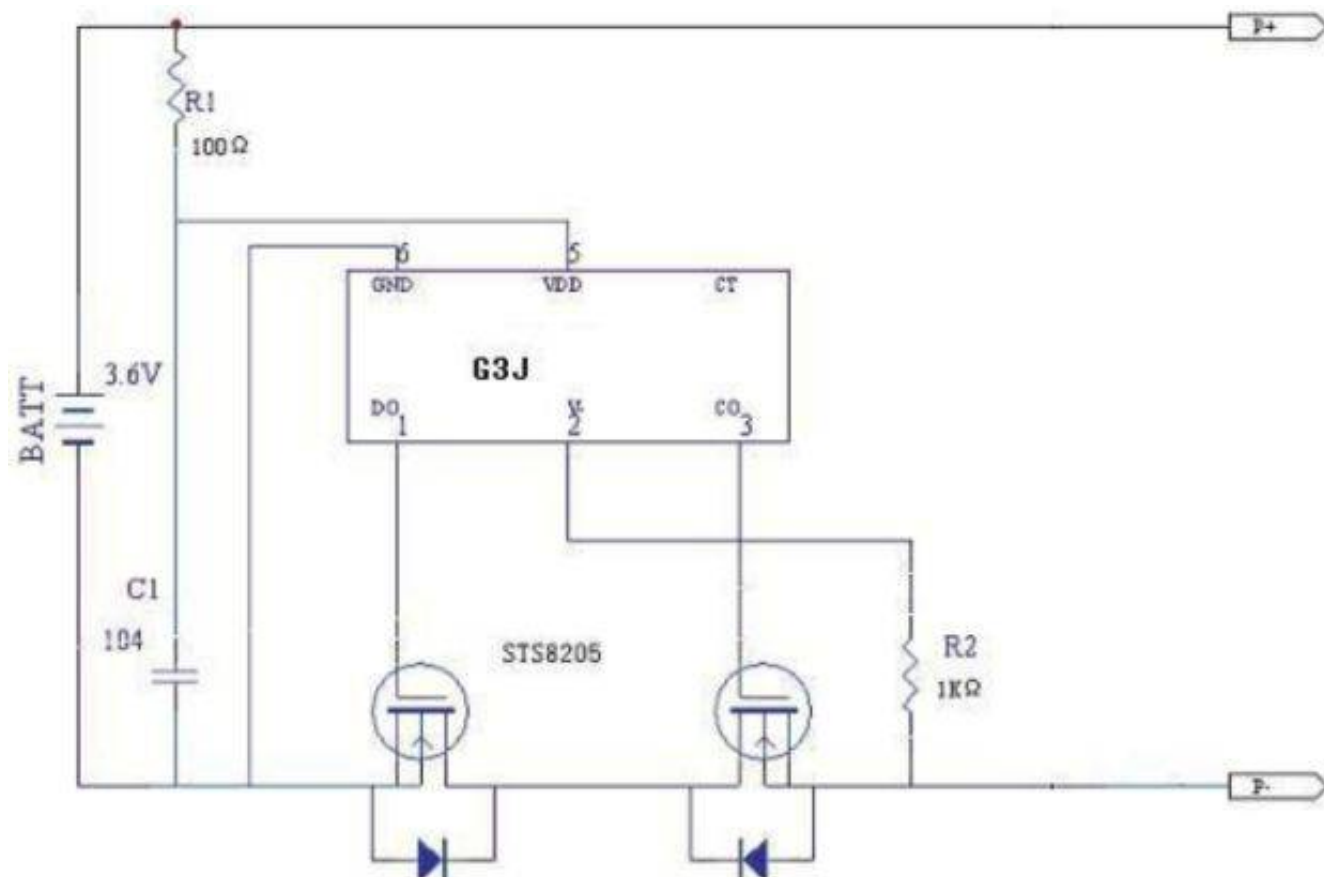 P+
R1
100Ω
6
5
GND
VDD
CT
G3J
3.6V
BATT
DO
V-
CO
1
2
3
C1
104
STS8205
R2
1KΩ
P-